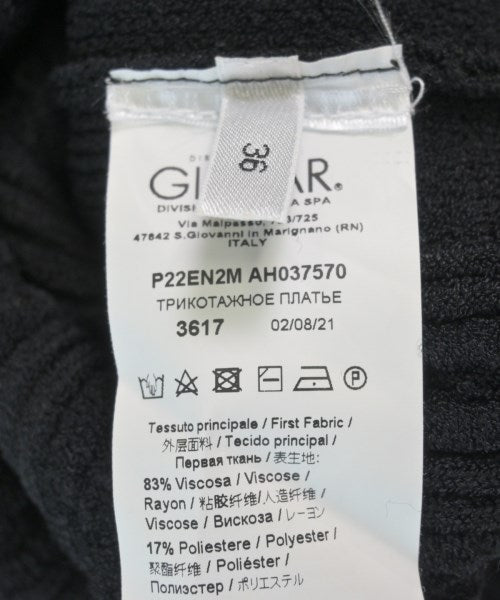 36
DI
G AR®
DIVIS A SPA
Via Malpasso, 723/725
47842 S.Giovanni in Marignano (RN)
ITALY
P22EN2M AH037570
ТРИКОТАЖНОЕ ПЛАТЬЕ
3617 02/08/21
Tessuto principale / First Fabric /
外层面料 / Tecido principal /
Первая ткань / 表生地:
83% Viscosa / Viscose /
Rayon / 粘胶纤维/人造纤维 /
Viscose / Вискоза / レーヨン
17% Poliestere / Polyester /
聚酯纤维 / Poliéster /
Полиэстер / ポリエステル